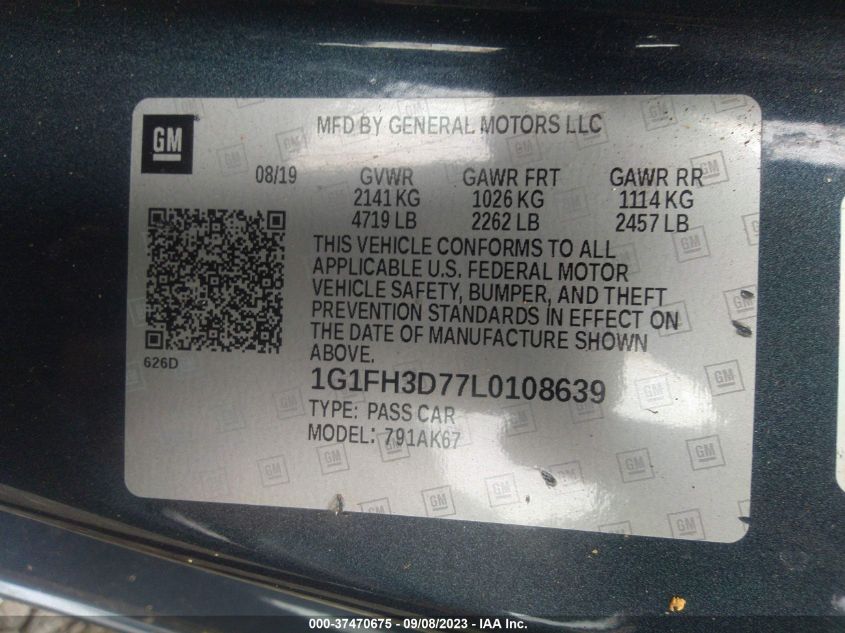 GM
MFD BY GENERAL MOTORS LLC
08/19 GVWR GAWR FRT GAWR RR
2141 KG 1026 KG 1114 KG
4719 LB 2262 LB 2457 LB
THIS VEHICLE CONFORMS TO ALL
APPLICABLE U.S. FEDERAL MOTOR
VEHICLE SAFETY, BUMPER, AND THEFT
PREVENTION STANDARDS IN EFFECT ON
THE DATE OF MANUFACTURE SHOWN
ABOVE.
626D
1G1FH3D77L0108639
TYPE: PASS CAR
MODEL: 791AK67
000-37470675 - 09/08/2023 - IAA Inc.